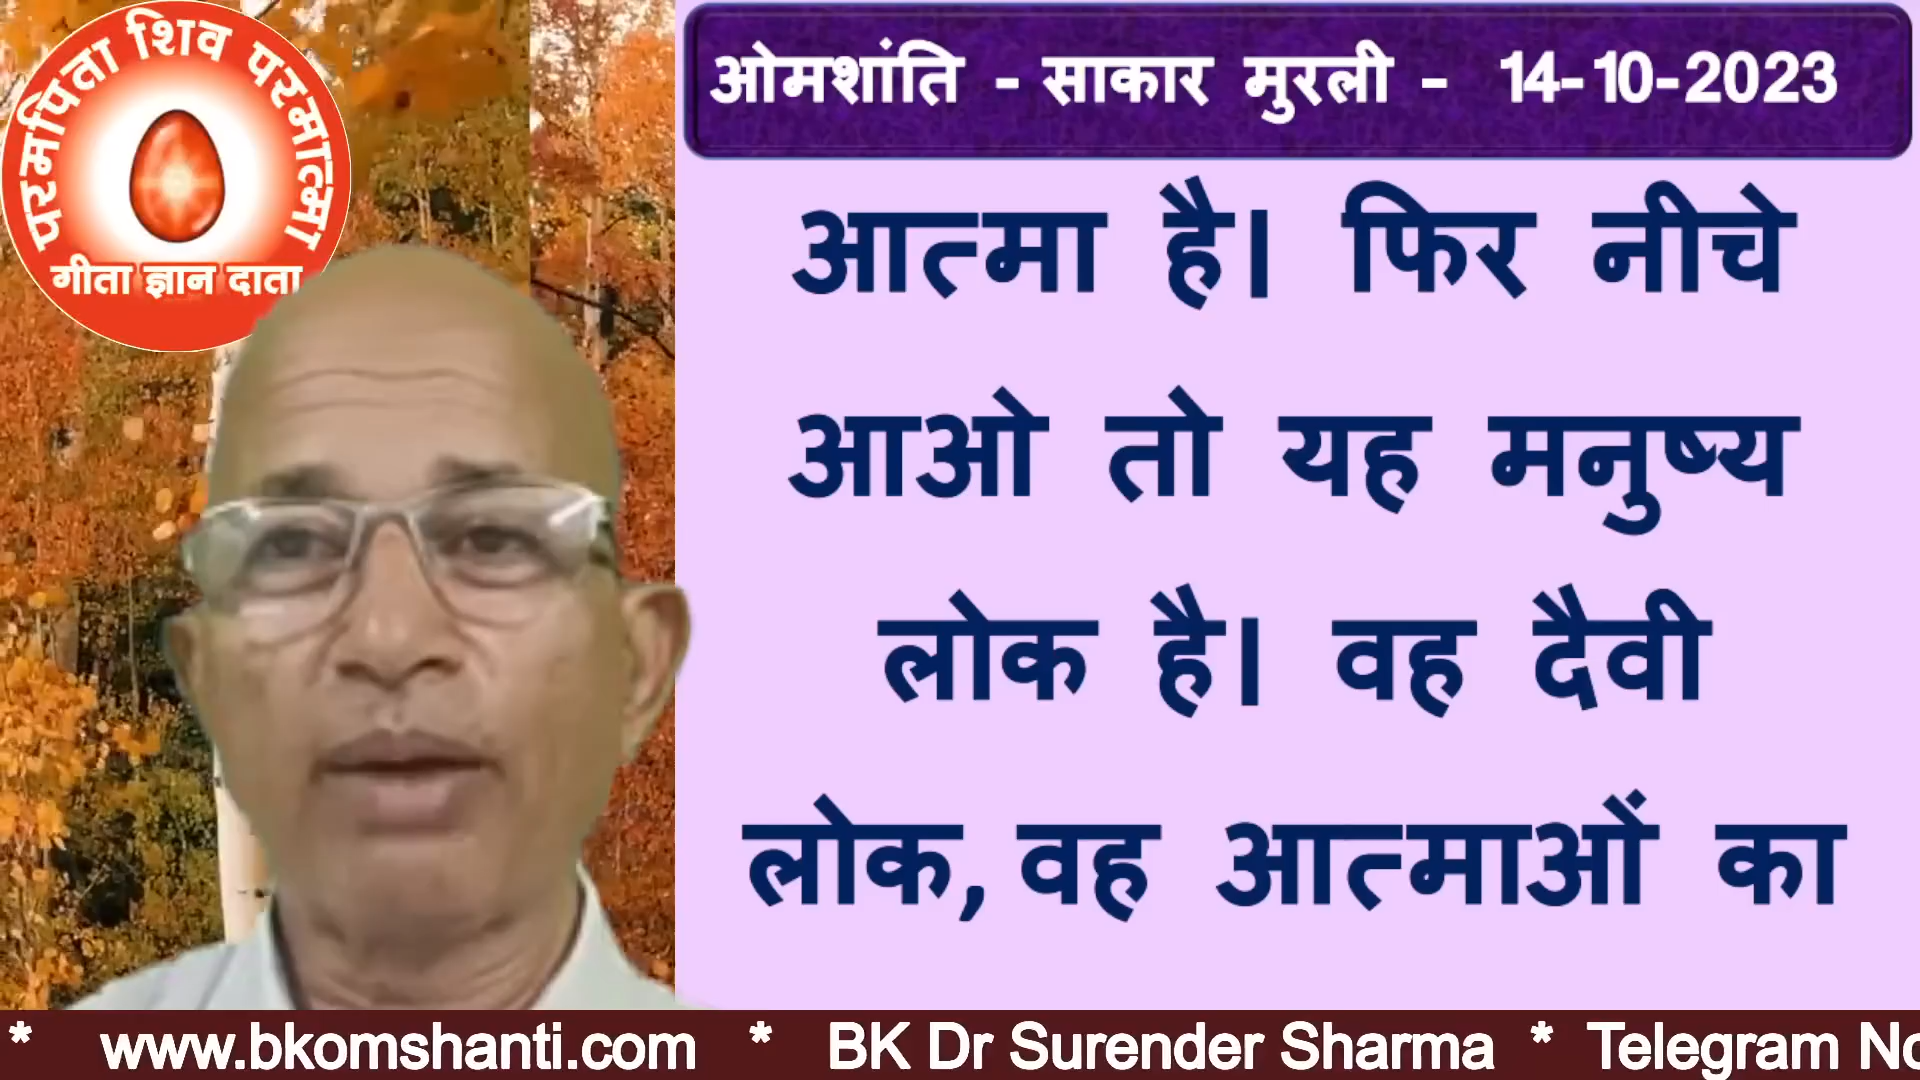 परमपिता शिव परमात्मा
गीता ज्ञान दाता
ओमशांति - साकार मुरली - 14-10-2023
आत्मा है। फिर नीचे
आओ तो यह मनुष्य
लोक है। वह दैवी
लोक, वह आत्माओं का
* www.bkomshanti.com * BK Dr Surender Sharma * Telegram No